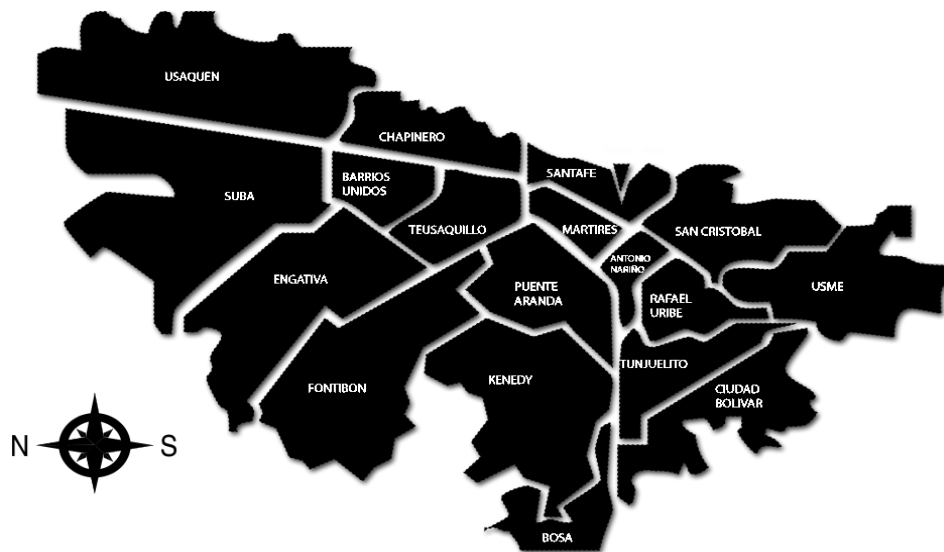 USAQUEN
CHAPINERO
SANTAFE
BARRIOS
UNIDOS
SUBA
TEUSAQUILLO
MARTIRES
SAN CRISTOBAL
ANTONIO
NARIÑO
ENGATIVA
PUENTE
ARANDA
RAFAEL
URIBE
USME
TUNJUELITO
FONTIBON
KENEDY
CIUDAD
BOLIVAR
N
S
BOSA